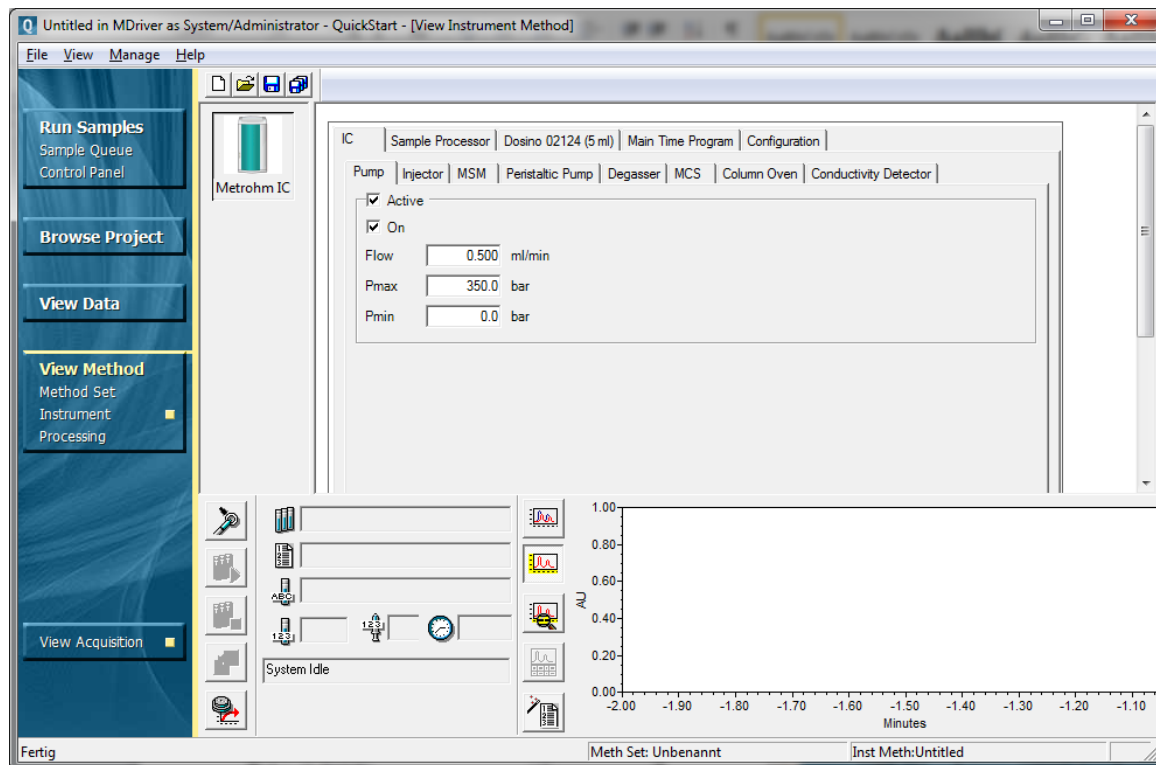 Untitled in MDriver as System/Administrator - QuickStart - [View Instrument Method]
File View Manage Help
Run Samples
Sample Queue
Control Panel
Browse Project
View Data
View Method
Method Set
Instrument
Processing
View Acquisition
Metrohm IC
IC Sample Processor Dosino 02124 (5 ml) Main Time Program Configuration
Pump Injector MSM Peristaltic Pump Degasser MCS Column Oven Conductivity Detector
Active
On
Flow 0.500 ml/min
Pmax 350.0 bar
Pmin 0.0 bar
ABC
123
123
System Idle
1.00
0.80
0.60
0.40
0.20
0.00
AU
-2.00 -1.90 -1.80 -1.70 -1.60 -1.50 -1.40 -1.30 -1.20 -1.10
Minutes
Fertig Meth Set: Unbenannt Inst Meth:Untitled